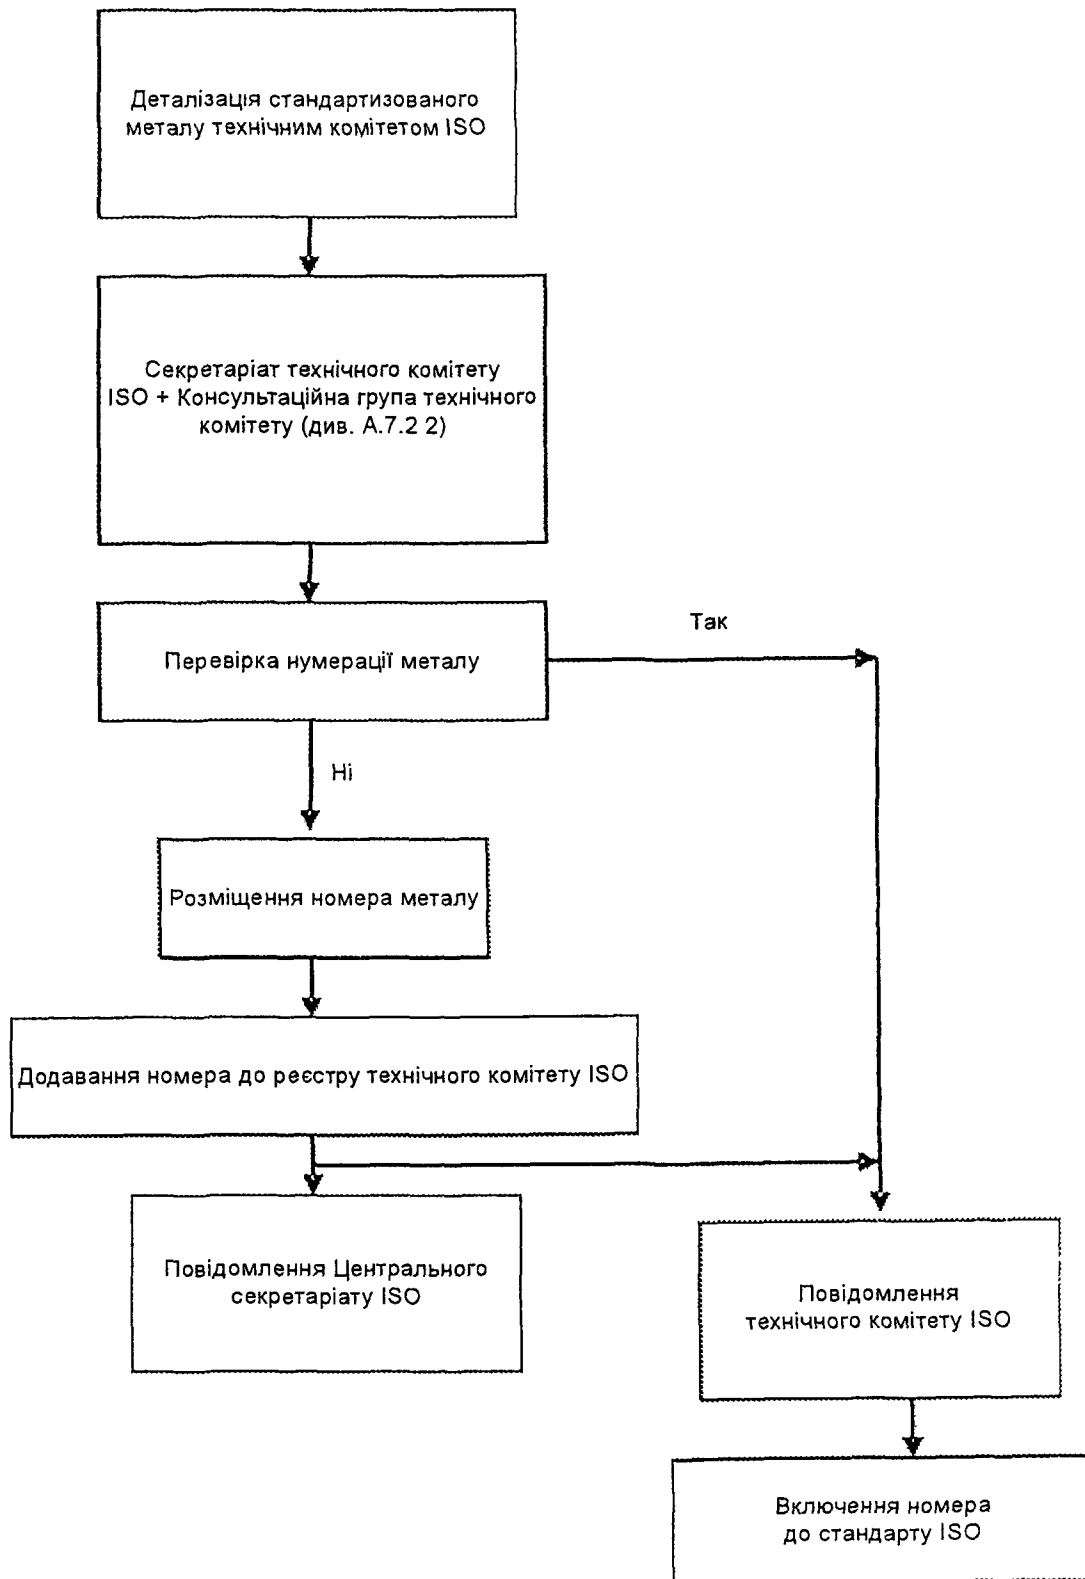 Деталізація стандартизованого
металу технічним комітетом ISO
Секретаріат технічного комітету
ISO + Консультаційна група технічного
комітету (див. А.7.2 2)
Перевірка нумерації металу
Так
Ні
Розміщення номера металу
Додавання номера до реєстру технічного комітету ISO
Повідомлення Центрального
секретаріату ISO
Повідомлення
технічного комітету ISO
Включення номера
до стандарту ISO